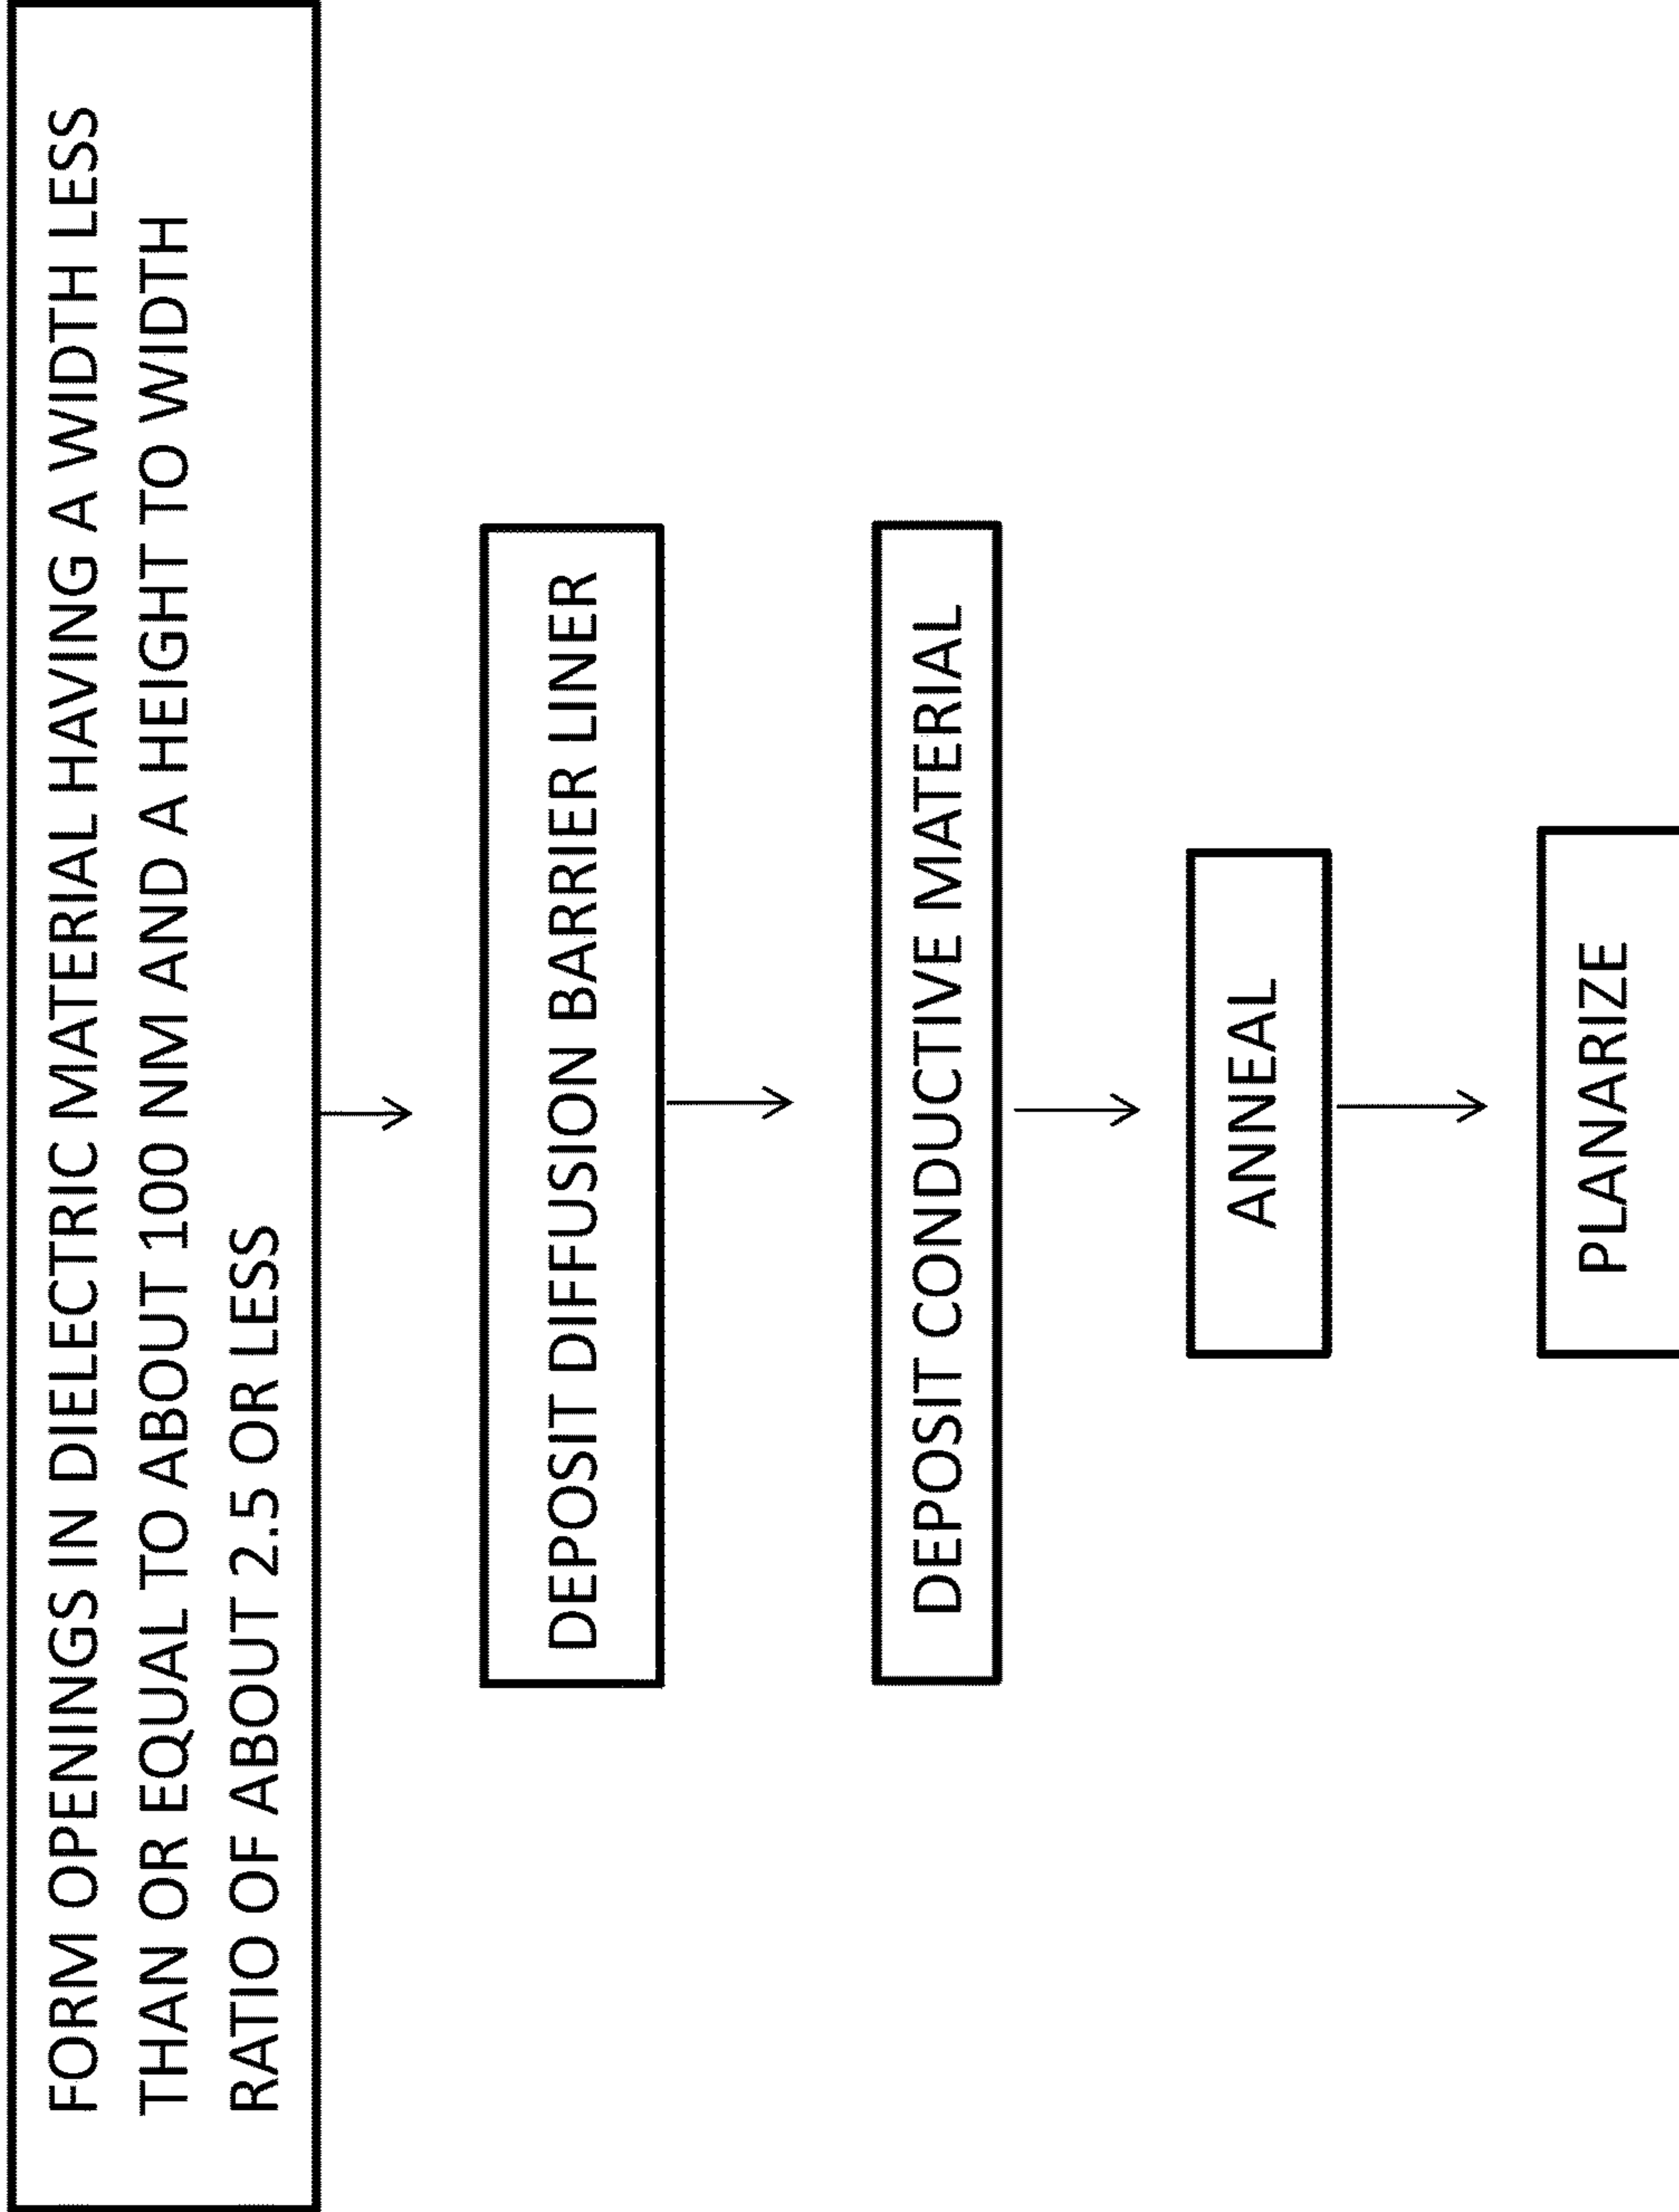 FORM OPENINGS IN DIELECTRIC MATERIAL HAVING A WIDTH LESS
THAN OR EQUAL TO ABOUT 100 NM AND A HEIGHT TO WIDTH
RATIO OF ABOUT 2.5 OR LESS
DEPOSIT DIFFUSION BARRIER LINER
DEPOSIT CONDUCTIVE MATERIAL
ANNEAL
PLANARIZE